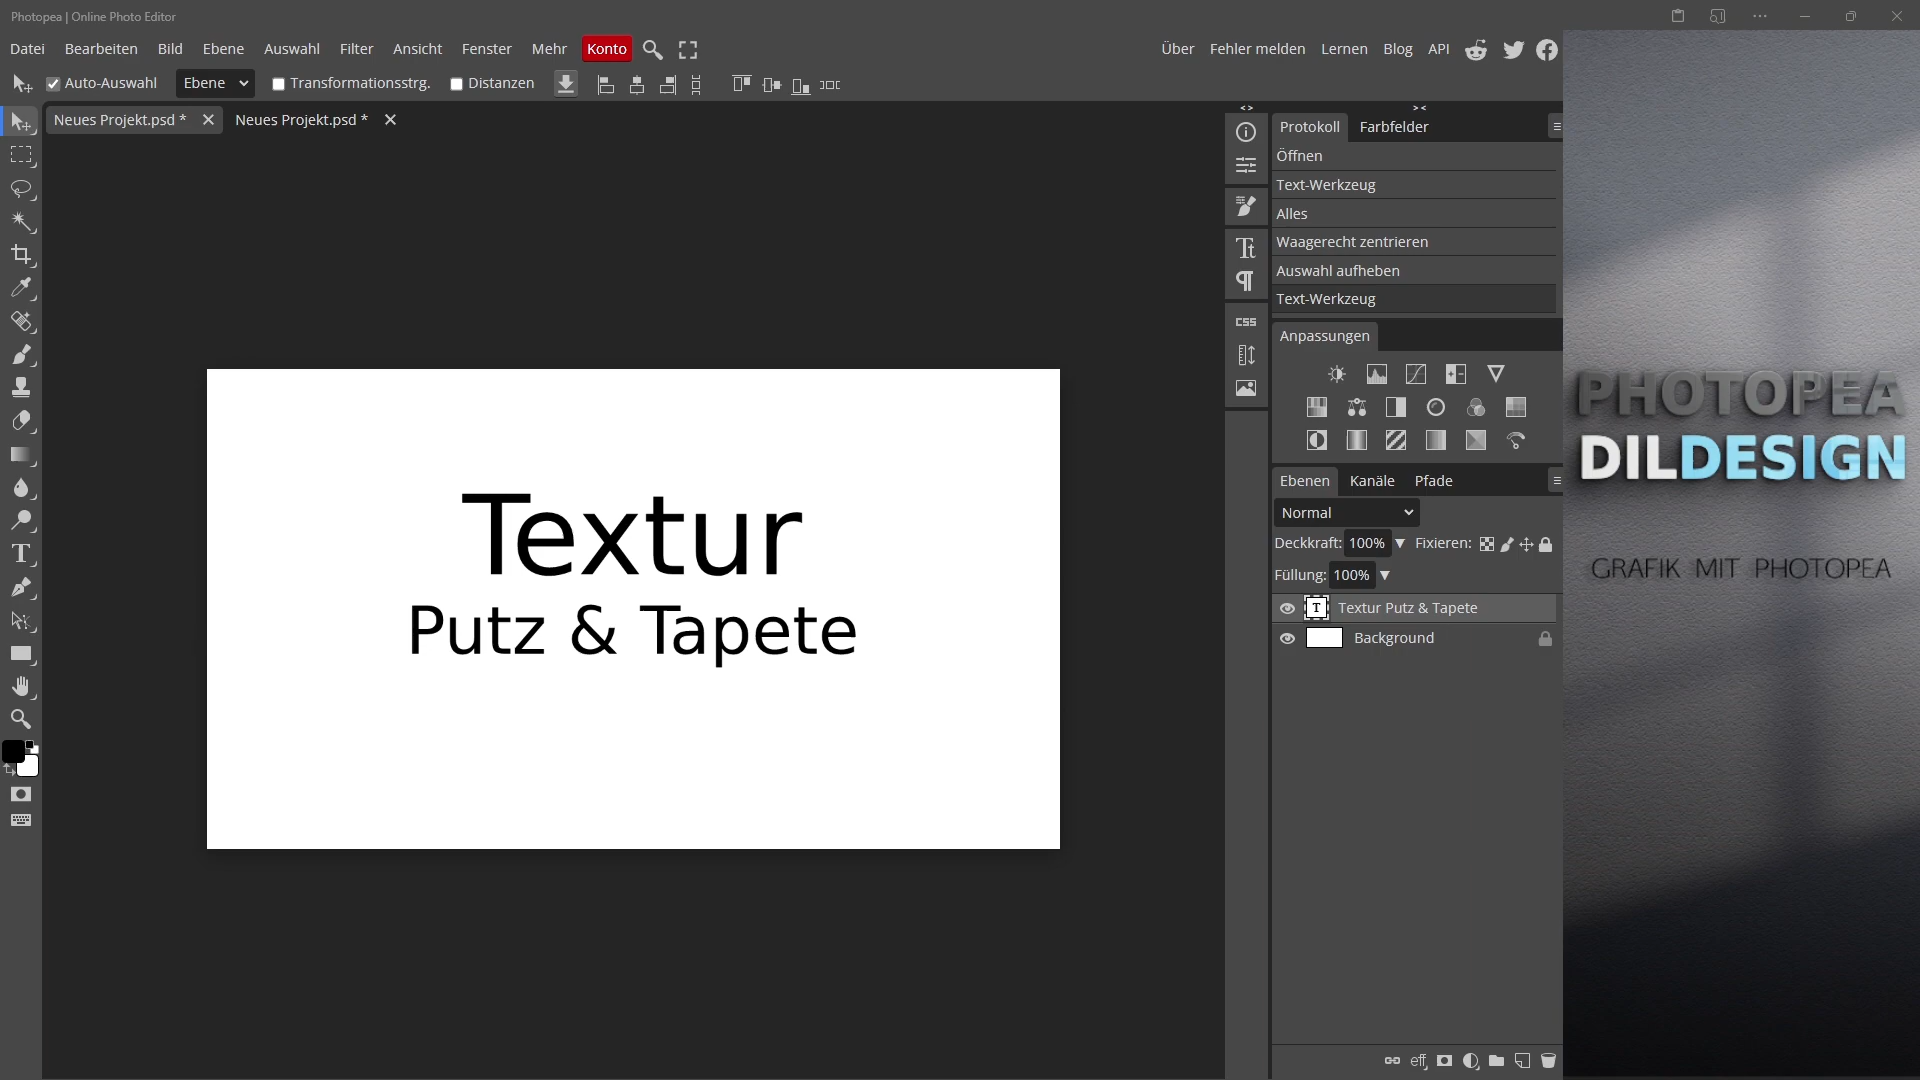 Photopea | Online Photo Editor
Datei Bearbeiten Bild Ebene Auswahl Filter Ansicht Fenster Mehr Konto
Über Fehler melden Lernen Blog API
Auto-Auswahl Ebene Transformationsstrg. Distanzen
Neues Projekt.psd * Neues Projekt.psd *
Protokoll Farbfelder
Öffnen
Text-Werkzeug
Alles
Waagerecht zentrieren
Auswahl aufheben
Text-Werkzeug
CSS
Anpassungen
Ebenen Kanäle Pfade
Normal
Deckkraft: 100% Fixieren:
Füllung: 100%
Textur Putz & Tapete
Background
eff
Textur
Putz & Tapete
PHOTOPEA
DILDESIGN
GRAFIK MIT PHOTOPEA